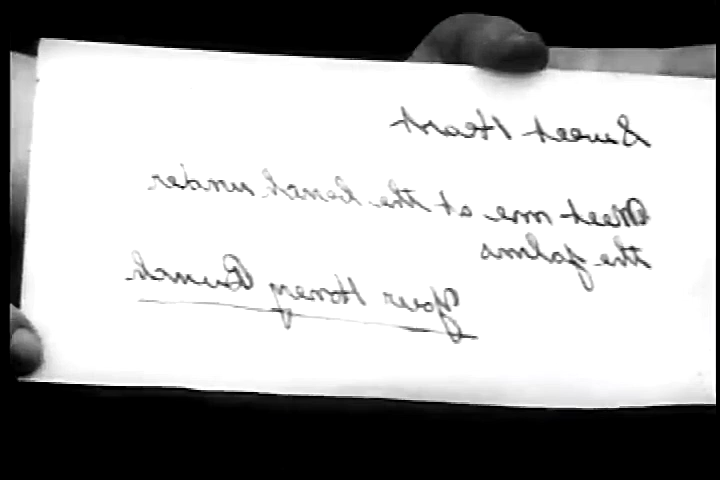 Sweet Heart
Meet me at the bench under
the palms
Your Honey Bunch